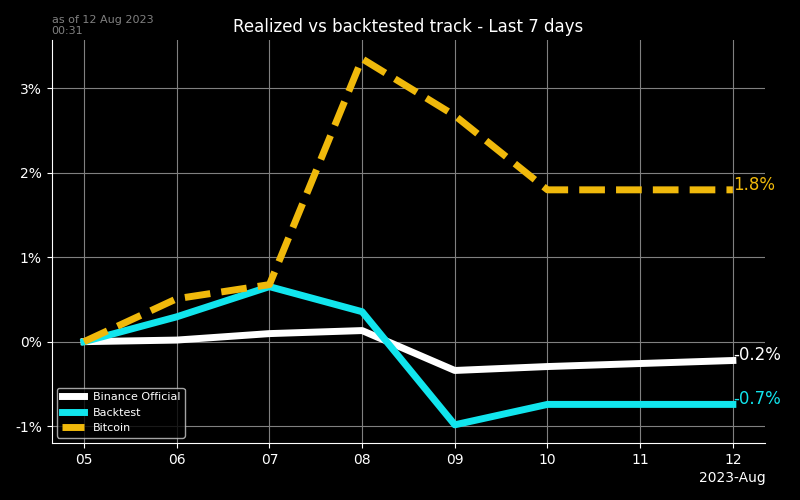 as of 12 Aug 2023
00:31
Realized vs backtested track - Last 7 days
3%
2%
1%
0%
-1%
1.8%
-0.2%
-0.7%
Binance Official
Backtest
Bitcoin
05 06 07 08 09 10 11 12
2023-Aug